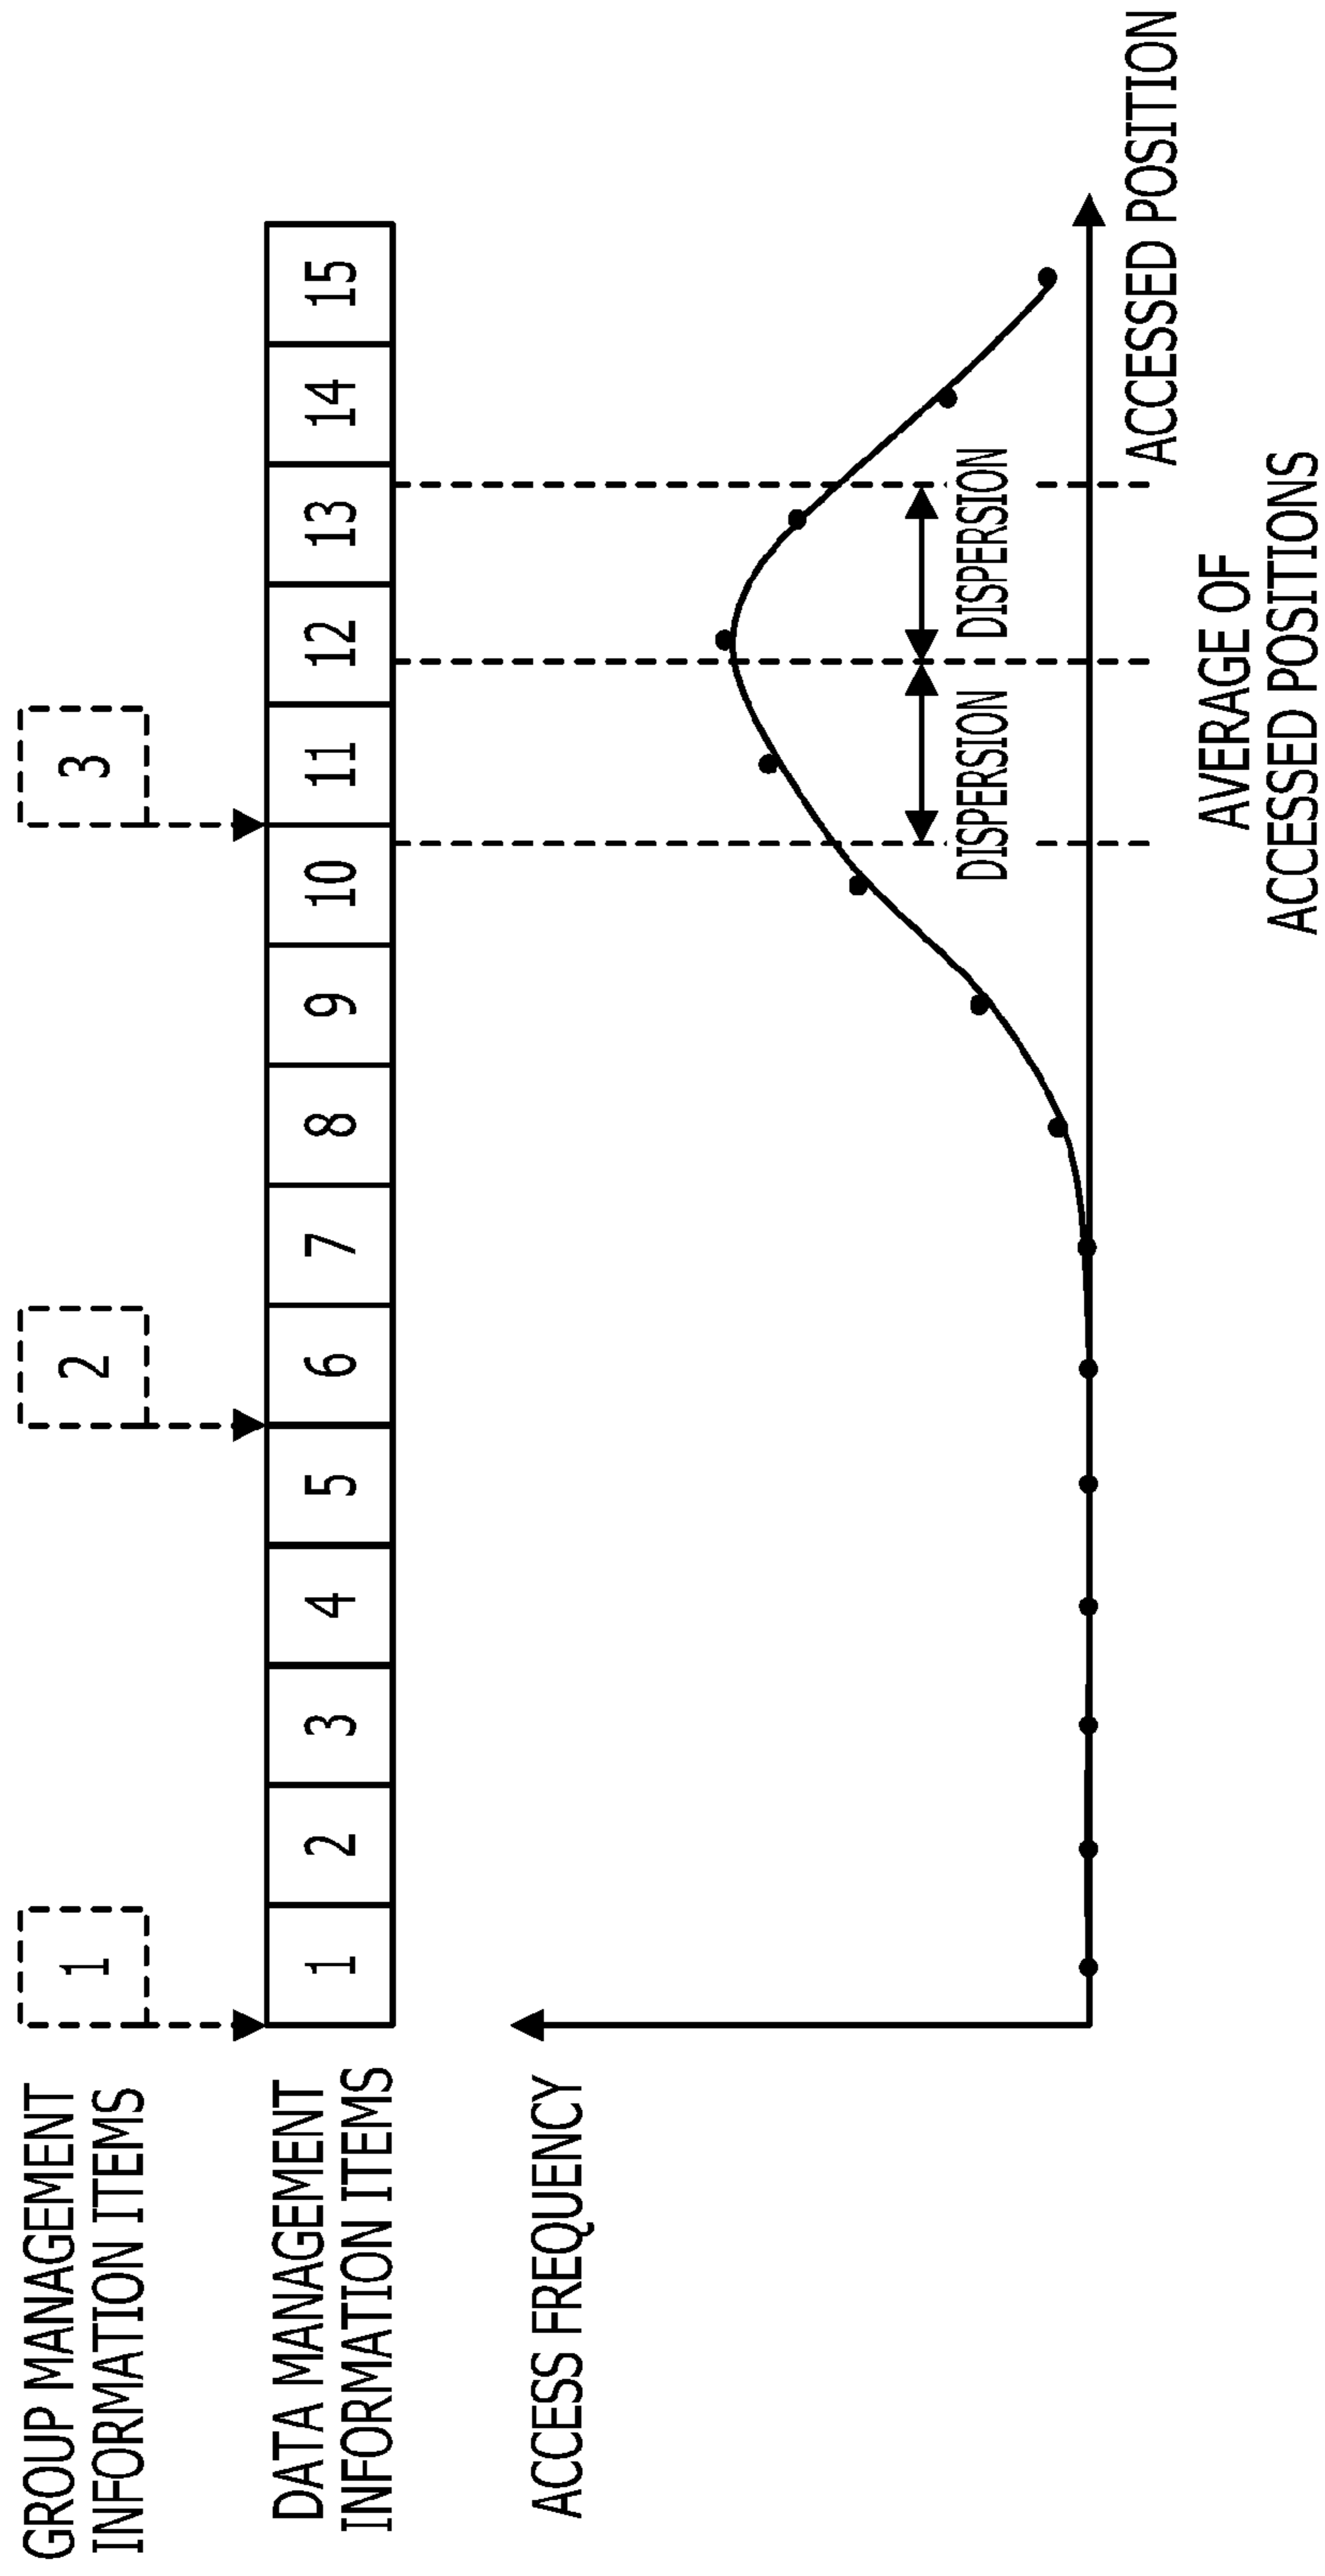 GROUP MANAGEMENT
INFORMATION ITEMS
1
2
3
DATA MANAGEMENT
INFORMATION ITEMS
1
2
3
4
5
6
7
8
9
10
11
12
13
14
15
ACCESS FREQUENCY
DISPERSION
DISPERSION
ACCESSED POSITION
AVERAGE OF
ACCESSED POSITIONS